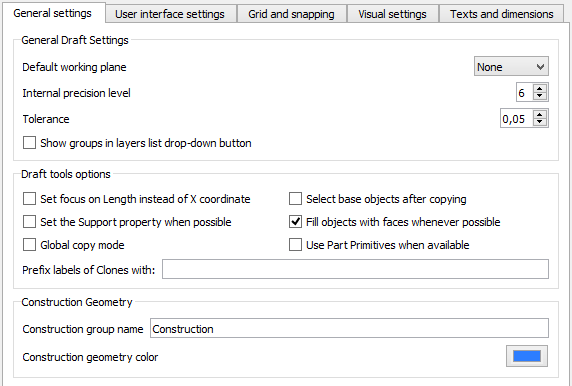 General settings User interface settings Grid and snapping Visual settings Texts and dimensions
General Draft Settings
Default working plane None
Internal precision level 6
Tolerance 0,05
Show groups in layers list drop-down button
Draft tools options
Set focus on Length instead of X coordinate Select base objects after copying
Set the Support property when possible Fill objects with faces whenever possible
Global copy mode Use Part Primitives when available
Prefix labels of Clones with:
Construction Geometry
Construction group name Construction
Construction geometry color